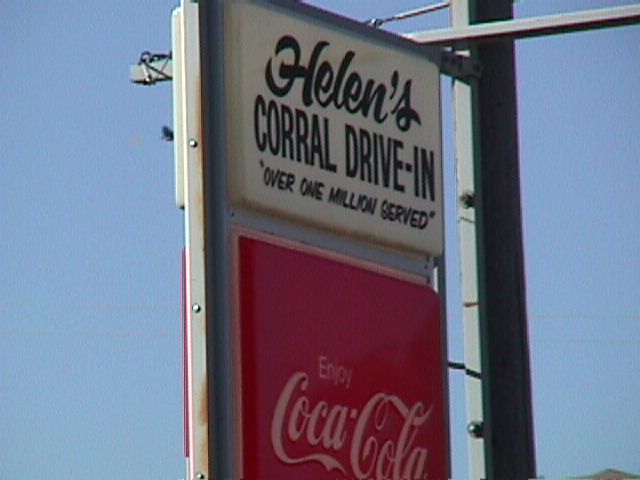 Helen's
CORRAL DRIVE-IN
"OVER ONE MILLION SERVED"
Enjoy
Coca-Cola